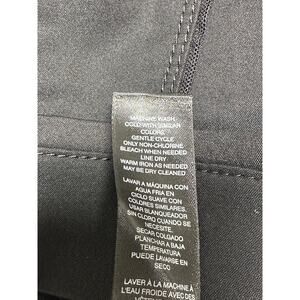 MACHINE WASH
COLD WITH SIMILAR
COLORS
GENTLE CYCLE
ONLY NON-CHLORINE
BLEACH WHEN NEEDED
LINE DRY
WARM IRON AS NEEDED
MAY BE DRY CLEANED
LAVAR A MÁQUINA CON
AGUA FRÍA EN
CICLO SUAVE CON
COLORES SIMILARES.
USAR BLANQUEADOR
SIN CLORO CUANDO SE
NECESITE.
SECAR COLGADO
PLANCHAR A BAJA
TEMPERATURA
PUEDE LAVARSE EN
SECO
LAVER À LA MACHINE À
L'EAU FROIDE AVEC DES